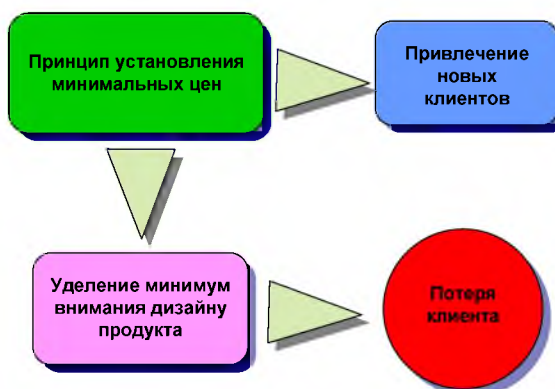 Принцип установления
минимальных цен
Привлечение
новых
клиентов
Уделение минимум
внимания дизайну
продукта
Потеря
клиента